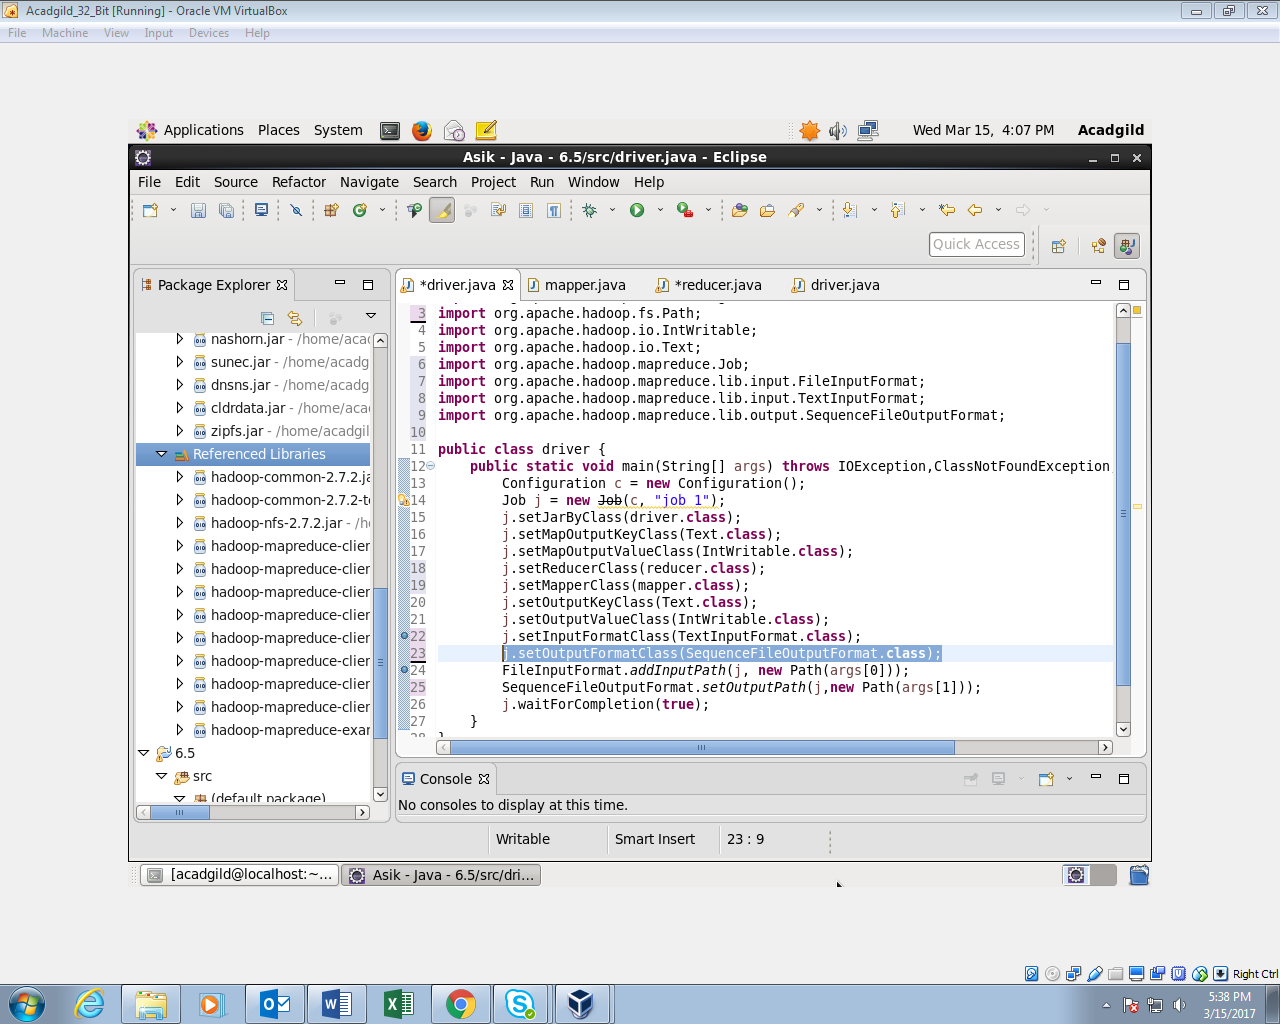 Acadgild_32_Bit [Running] - Oracle VM VirtualBox
File Machine View Input Devices Help
Applications Places System Wed Mar 15, 4:07 PM Acadgild
Asik - Java - 6.5/src/driver.java - Eclipse
File Edit Source Refactor Navigate Search Project Run Window Help
Quick Access
Package Explorer
nashorn.jar - /home/acad
sunec.jar - /home/acadg
dnsns.jar - /home/acadg
cldrdata.jar - /home/aca
zipfs.jar - /home/acadgil
Referenced Libraries
hadoop-common-2.7.2.ja
hadoop-common-2.7.2-te
hadoop-nfs-2.7.2.jar - /h
hadoop-mapreduce-clien
hadoop-mapreduce-clien
hadoop-mapreduce-clien
hadoop-mapreduce-clien
hadoop-mapreduce-clien
hadoop-mapreduce-clien
hadoop-mapreduce-clien
hadoop-mapreduce-clien
hadoop-mapreduce-exar
6.5
src
(default package)
*driver.java mapper.java *reducer.java driver.java
3 import org.apache.hadoop.fs.Path;
4 import org.apache.hadoop.io.IntWritable;
5 import org.apache.hadoop.io.Text;
6 import org.apache.hadoop.mapreduce.Job;
7 import org.apache.hadoop.mapreduce.lib.input.FileInputFormat;
8 import org.apache.hadoop.mapreduce.lib.input.TextInputFormat;
9 import org.apache.hadoop.mapreduce.lib.output.SequenceFileOutputFormat;
10
11 public class driver {
12 public static void main(String[] args) throws IOException,ClassNotFoundException,
13 Configuration c = new Configuration();
14 Job j = new Job(c, "job 1");
15 j.setJarByClass(driver.class);
16 j.setMapOutputKeyClass(Text.class);
17 j.setMapOutputValueClass(IntWritable.class);
18 j.setReducerClass(reducer.class);
19 j.setMapperClass(mapper.class);
20 j.setOutputKeyClass(Text.class);
21 j.setOutputValueClass(IntWritable.class);
22 j.setInputFormatClass(TextInputFormat.class);
23 j.setOutputFormatClass(SequenceFileOutputFormat.class);
24 FileInputFormat.addInputPath(j, new Path(args[0]));
25 SequenceFileOutputFormat.setOutputPath(j,new Path(args[1]));
26 j.waitForCompletion(true);
27 }
28 }
Console
No consoles to display at this time.
Writable Smart Insert 23 : 9
[acadgild@localhost:~... Asik - Java - 6.5/src/dri...
Right Ctrl
5:38 PM
3/15/2017